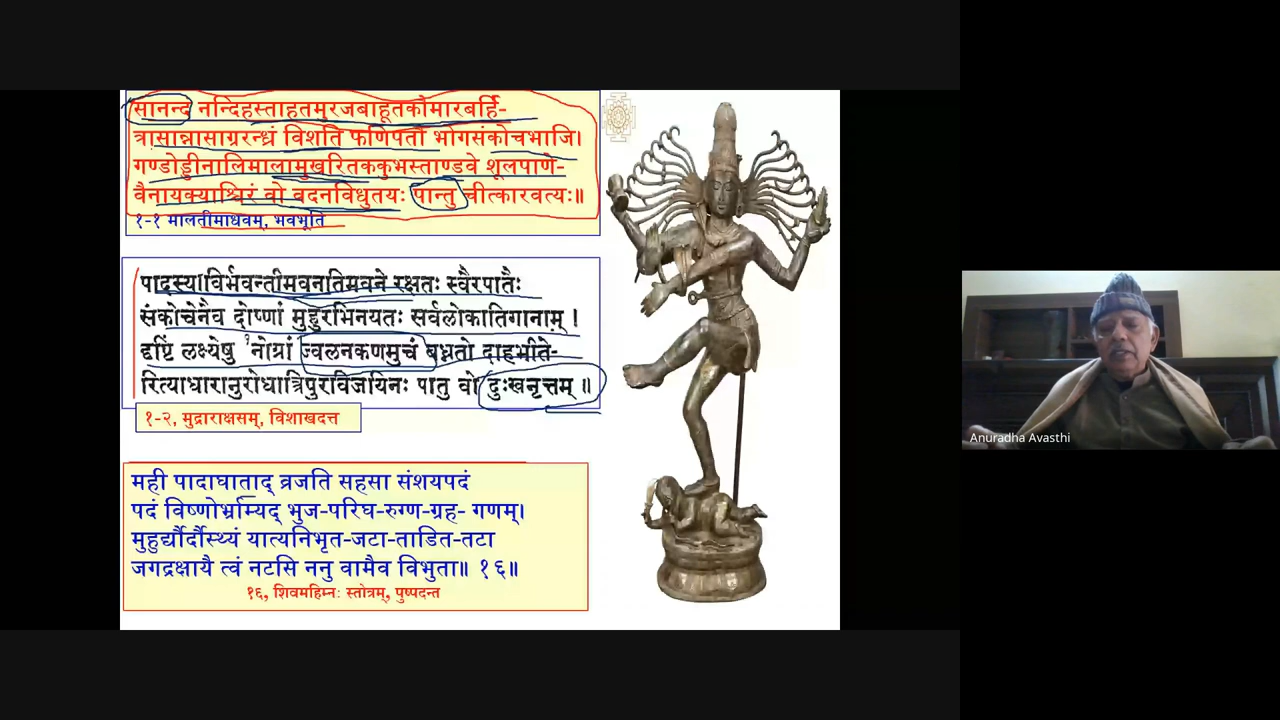 सानन्द नन्दिहस्ताहतमुरजबाहूतकौमारबर्हि-
त्रासान्नासाग्ररन्ध्रं विशति फणिपतौ भोगसंकोचभाजि।
गण्डोड्डीनालिमालामुखरितककुभस्ताण्डवे शूलपाणे-
वैनायक्याश्चिरं वो वदनविधुतयः पान्तु चीत्कारवत्यः॥
१-१ मालतीमाधवम्, भवभूति
पादस्याविर्भवन्तीमवनतिमवने रक्षतः स्वैरपातैः
संकोचेनैव दोष्णां मुहुरभिनयतः सर्वलोकातिगानाम् ।
दृष्टिं लक्ष्येषु नोग्रां ज्वलनकणमुचं बध्नतो दाहभीते-
रित्याधारानुरोधात्त्रिपुरविजयिनः पातु वो दुःखनृत्तम् ॥
१-२, मुद्राराक्षसम्, विशाखदत्त
मही पादाघाताद् व्रजति सहसा संशयपदं
पदं विष्णोर्भ्राम्यद् भुज-परिघ-रुग्ण-ग्रह- गणम्।
मुहुर्द्यौर्दौस्थ्यं यात्यनिभृत-जटा-ताडित-तटा
जगद्रक्षायै त्वं नटसि ननु वामैव विभुता॥ १६॥
१६, शिवमहिम्नः स्तोत्रम्, पुष्पदन्त
Anuradha Avasthi